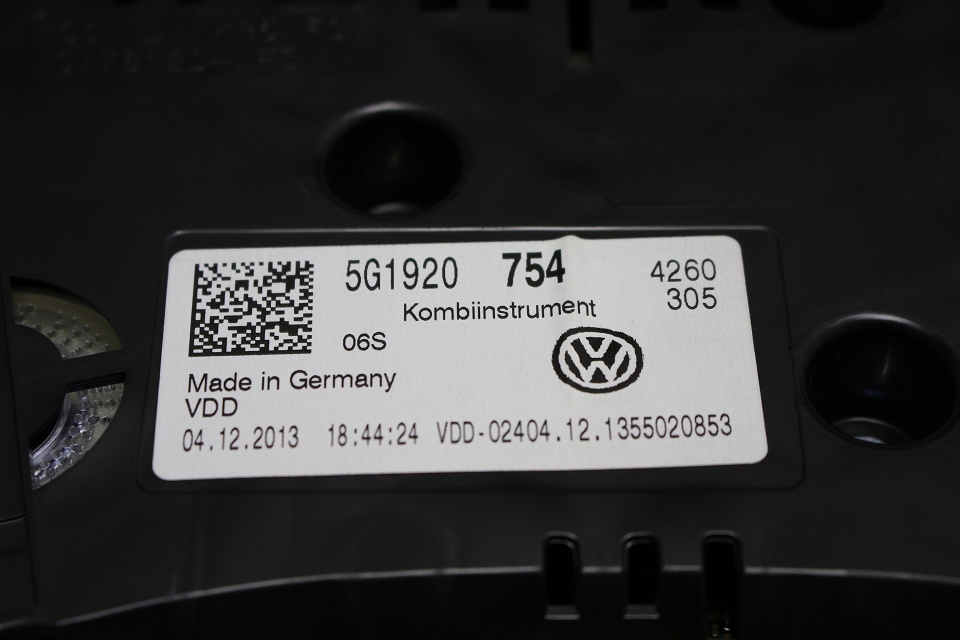 5G1920 754 4260
Kombiinstrument 305
06S
Made in Germany
VDD
04.12.2013 18:44:24 VDD-02404.12.1355020853